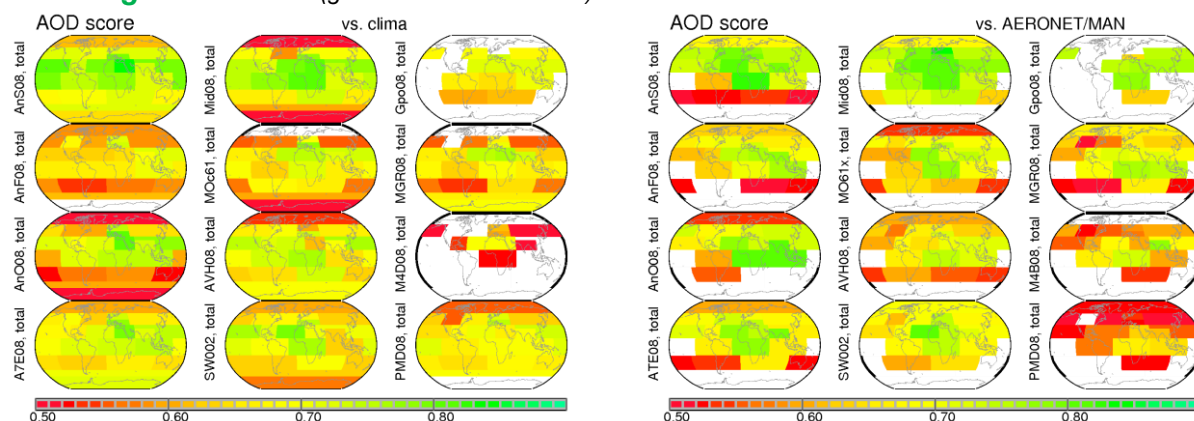 AOD score vs. clima
AnS08, total
Mid08, total
Gpo08, total
AnF08, total
MOc61, total
MGR08, total
AnO08, total
AVH08, total
M4D08, total
A7E08, total
SW002, total
PMD08, total
0.50 0.60 0.70 0.80
AOD score vs. AERONET/MAN
AnS08, total
Mid08, total
Gpo08, total
AnF08, total
MO61x, total
MGR08, total
AnO08, total
AVH08, total
M4B08, total
ATE08, total
SW002, total
PMD08, total
0.50 0.60 0.70 0.80